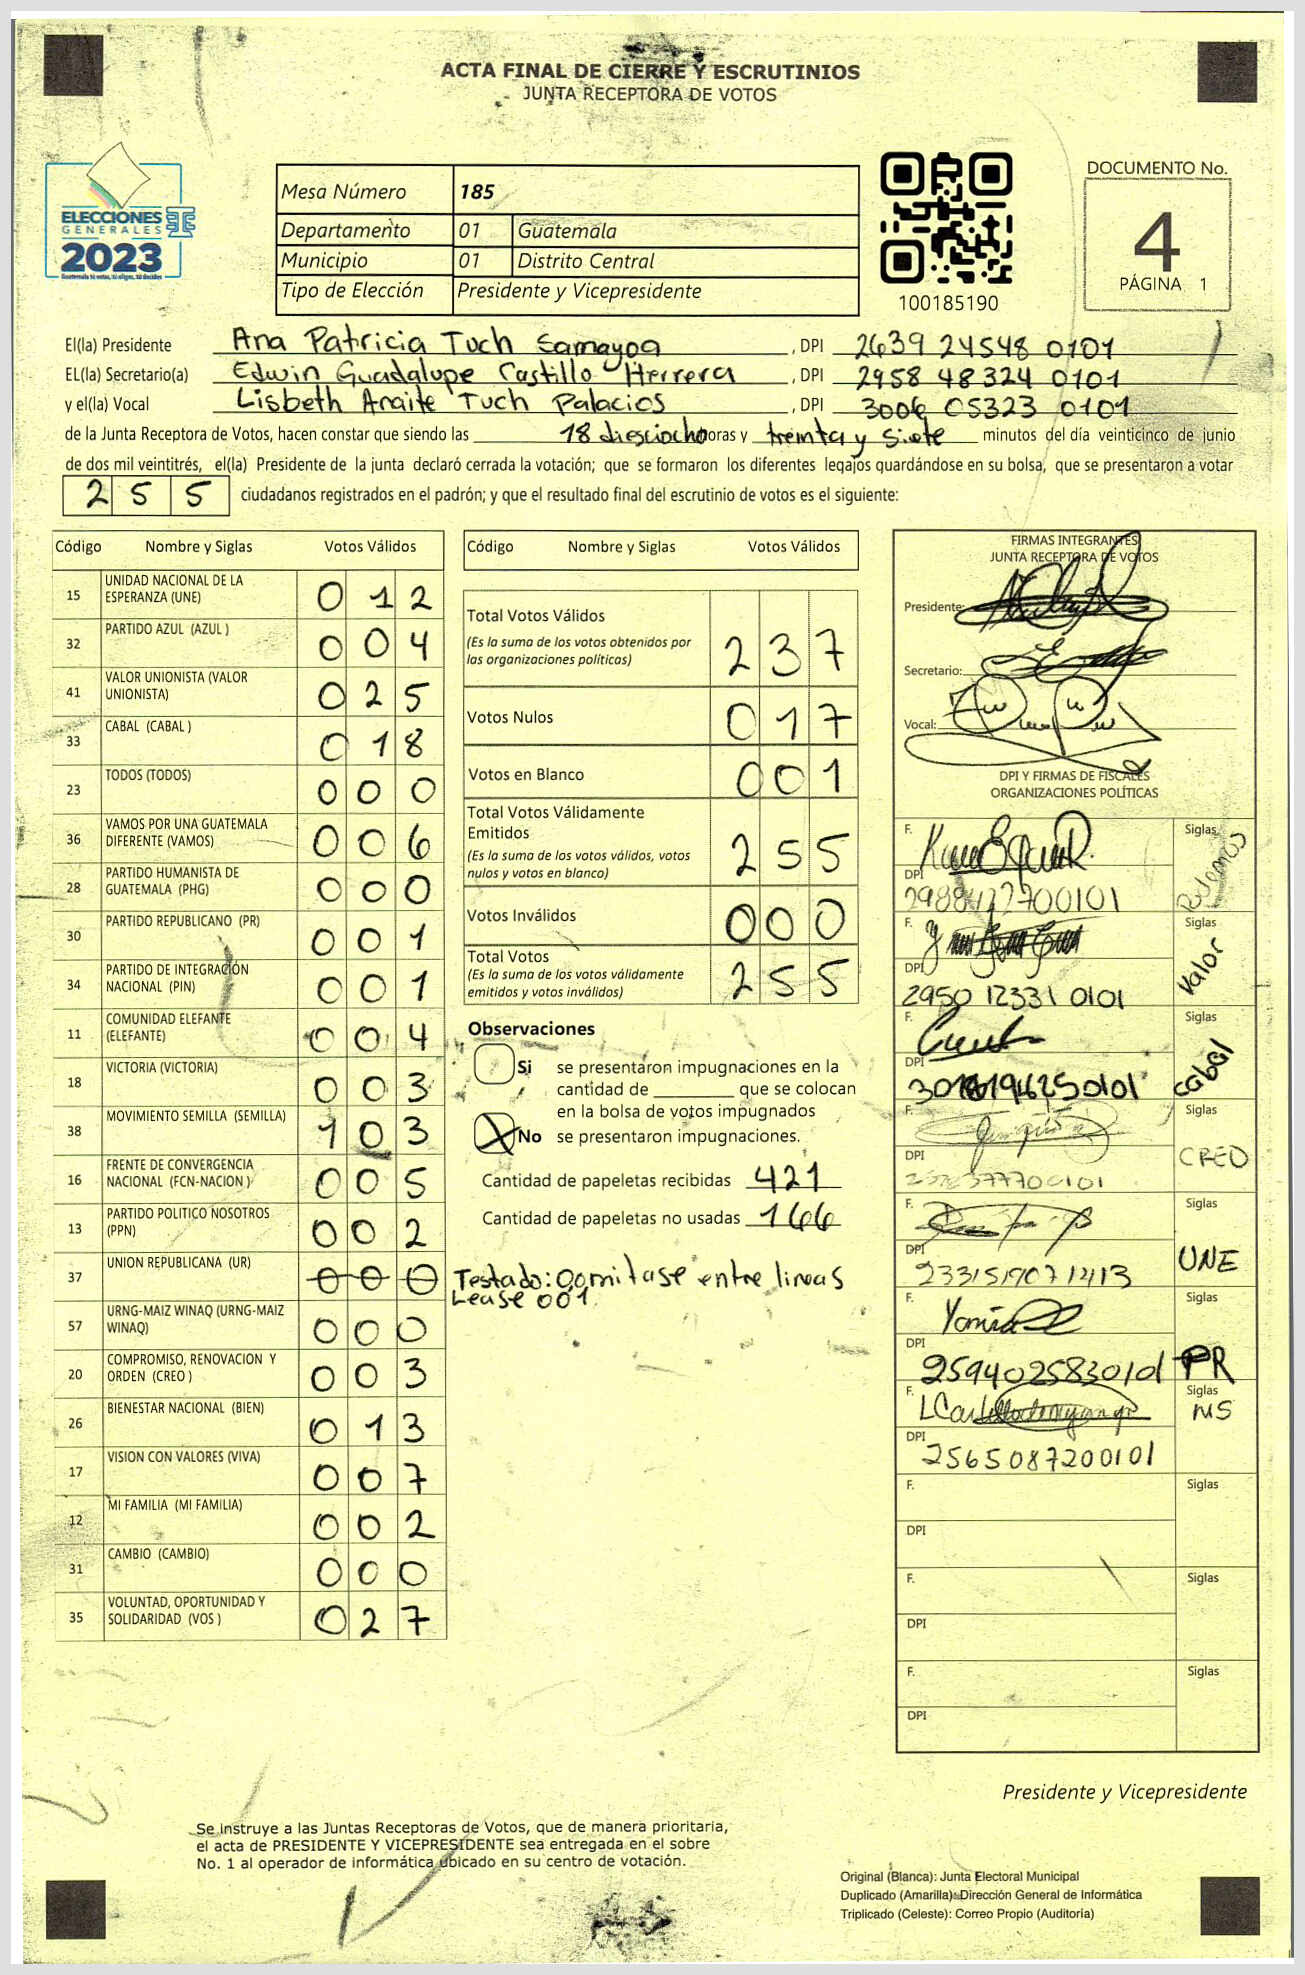 ACTA FINAL DE CIERRE Y ESCRUTINIOS
JUNTA RECEPTORA DE VOTOS
ELECCIONES
GENERALES
2023
Mesa Número 185
Departamento 01 Guatemala
Municipio 01 Distrito Central
Tipo de Elección Presidente y Vicepresidente
100185190
DOCUMENTO No.
4
PÁGINA 1
El(la) Presidente Ana Patricia Tuch Samayoa , DPI 2639 24548 0101
EL(la) Secretario(a) Edwin Guadalupe Castillo Herrera , DPI 2958 48324 0101
y el(la) Vocal Lisbeth Anaite Tuch Palacios , DPI 3006 05323 0101
de la Junta Receptora de Votos, hacen constar que siendo las 18 diesciocho horas y treinta y siete minutos del día veinticinco de junio
de dos mil veintitrés, el(la) Presidente de la junta declaró cerrada la votación; que se formaron los diferentes legajos guardándose en su bolsa, que se presentaron a votar
255 ciudadanos registrados en el padrón; y que el resultado final del escrutinio de votos es el siguiente:
Código Nombre y Siglas Votos Válidos
15 UNIDAD NACIONAL DE LA ESPERANZA (UNE) 0 1 2
32 PARTIDO AZUL (AZUL ) 0 0 4
41 VALOR UNIONISTA (VALOR UNIONISTA) 0 2 5
33 CABAL (CABAL ) 0 1 8
23 TODOS (TODOS) 0 0 0
36 VAMOS POR UNA GUATEMALA DIFERENTE (VAMOS) 0 0 6
28 PARTIDO HUMANISTA DE GUATEMALA (PHG) 0 0 0
30 PARTIDO REPUBLICANO (PR) 0 0 1
34 PARTIDO DE INTEGRACIÓN NACIONAL (PIN) 0 0 1
11 COMUNIDAD ELEFANTE (ELEFANTE) 0 0 4
18 VICTORIA (VICTORIA) 0 0 3
38 MOVIMIENTO SEMILLA (SEMILLA) 1 0 3
16 FRENTE DE CONVERGENCIA NACIONAL (FCN-NACION ) 0 0 5
13 PARTIDO POLITICO NOSOTROS (PPN) 0 0 2
37 UNION REPUBLICANA (UR) 0 0 0
57 URNG-MAIZ WINAQ (URNG-MAIZ WINAQ) 0 0 0
20 COMPROMISO, RENOVACION Y ORDEN (CREO ) 0 0 3
26 BIENESTAR NACIONAL (BIEN) 0 1 3
17 VISION CON VALORES (VIVA) 0 0 7
12 MI FAMILIA (MI FAMILIA) 0 0 2
31 CAMBIO (CAMBIO) 0 0 0
35 VOLUNTAD, OPORTUNIDAD Y SOLIDARIDAD (VOS ) 0 2 7
Código Nombre y Siglas Votos Válidos
Total Votos Válidos 2 3 7
(Es la suma de los votos obtenidos por
las organizaciones políticas)
Votos Nulos 0 1 7
Votos en Blanco 0 0 1
Total Votos Válidamente
Emitidos 2 5 5
(Es la suma de los votos válidos, votos
nulos y votos en blanco)
Votos Inválidos 0 0 0
Total Votos 2 5 5
(Es la suma de los votos válidamente
emitidos y votos inválidos)
Observaciones
Si se presentaron impugnaciones en la
cantidad de ________ que se colocan
en la bolsa de votos impugnados
No se presentaron impugnaciones.
Cantidad de papeletas recibidas 421
Cantidad de papeletas no usadas 166
Testado: 00 omitase entre lineas
Lease 001
FIRMAS INTEGRANTES
JUNTA RECEPTORA DE VOTOS
Presidente:
Secretario:
Vocal:
DPI Y FIRMAS DE FISCALES
ORGANIZACIONES POLÍTICAS
F. Siglas Podemos
DPI
F. Siglas Valor
DPI 2950 12331 0101
F. Siglas Cabal
DPI
F. Siglas CREO
DPI
F. Siglas UNE
DPI
F. Siglas PR
DPI 2594025830101
F. Siglas MS
DPI 2565087200101
F. Siglas
DPI
F. Siglas
DPI
F. Siglas
DPI
Presidente y Vicepresidente
Se instruye a las Juntas Receptoras de Votos, que de manera prioritaria,
el acta de PRESIDENTE Y VICEPRESIDENTE sea entregada en el sobre
No. 1 al operador de informática ubicado en su centro de votación.
Original (Blanca): Junta Electoral Municipal
Duplicado (Amarilla): Dirección General de Informática
Triplicado (Celeste): Correo Propio (Auditoría)